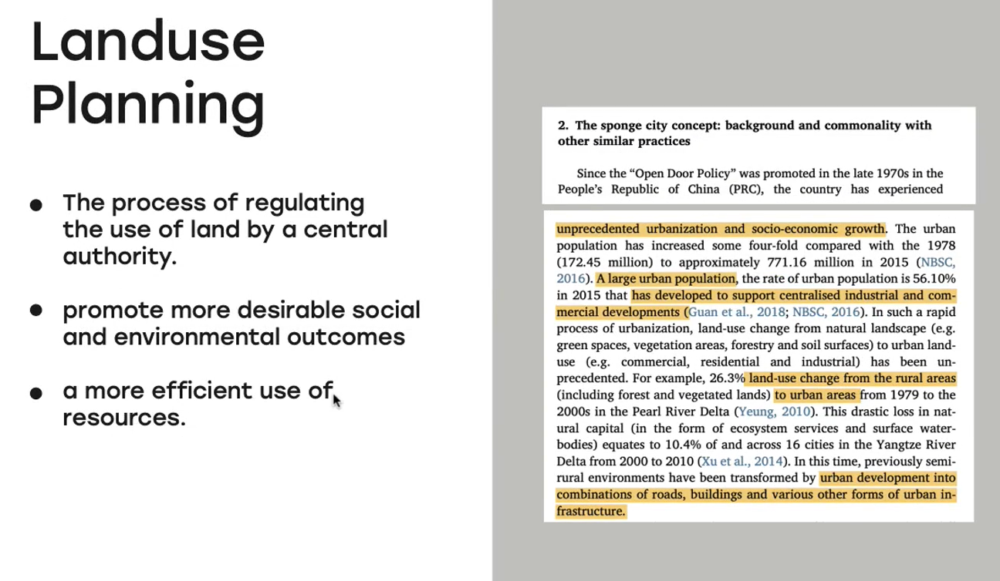 Landuse
Planning
● The process of regulating
the use of land by a central
authority.
● promote more desirable social
and environmental outcomes
● a more efficient use of
resources.
2. The sponge city concept: background and commonality with
other similar practices
Since the “Open Door Policy” was promoted in the late 1970s in the
People’s Republic of China (PRC), the country has experienced
unprecedented urbanization and socio-economic growth. The urban
population has increased some four-fold compared with the 1978
(172.45 million) to approximately 771.16 million in 2015 (NBSC,
2016). A large urban population, the rate of urban population is 56.10%
in 2015 that has developed to support centralised industrial and com-
mercial developments (Guan et al., 2018; NBSC, 2016). In such a rapid
process of urbanization, land-use change from natural landscape (e.g.
green spaces, vegetation areas, forestry and soil surfaces) to urban land-
use (e.g. commercial, residential and industrial) has been un-
precedented. For example, 26.3% land-use change from the rural areas
(including forest and vegetated lands) to urban areas from 1979 to the
2000s in the Pearl River Delta (Yeung, 2010). This drastic loss in nat-
ural capital (in the form of ecosystem services and surface water-
bodies) equates to 10.4% of and across 16 cities in the Yangtze River
Delta from 2000 to 2010 (Xu et al., 2014). In this time, previously semi-
rural environments have been transformed by urban development into
combinations of roads, buildings and various other forms of urban in-
frastructure.